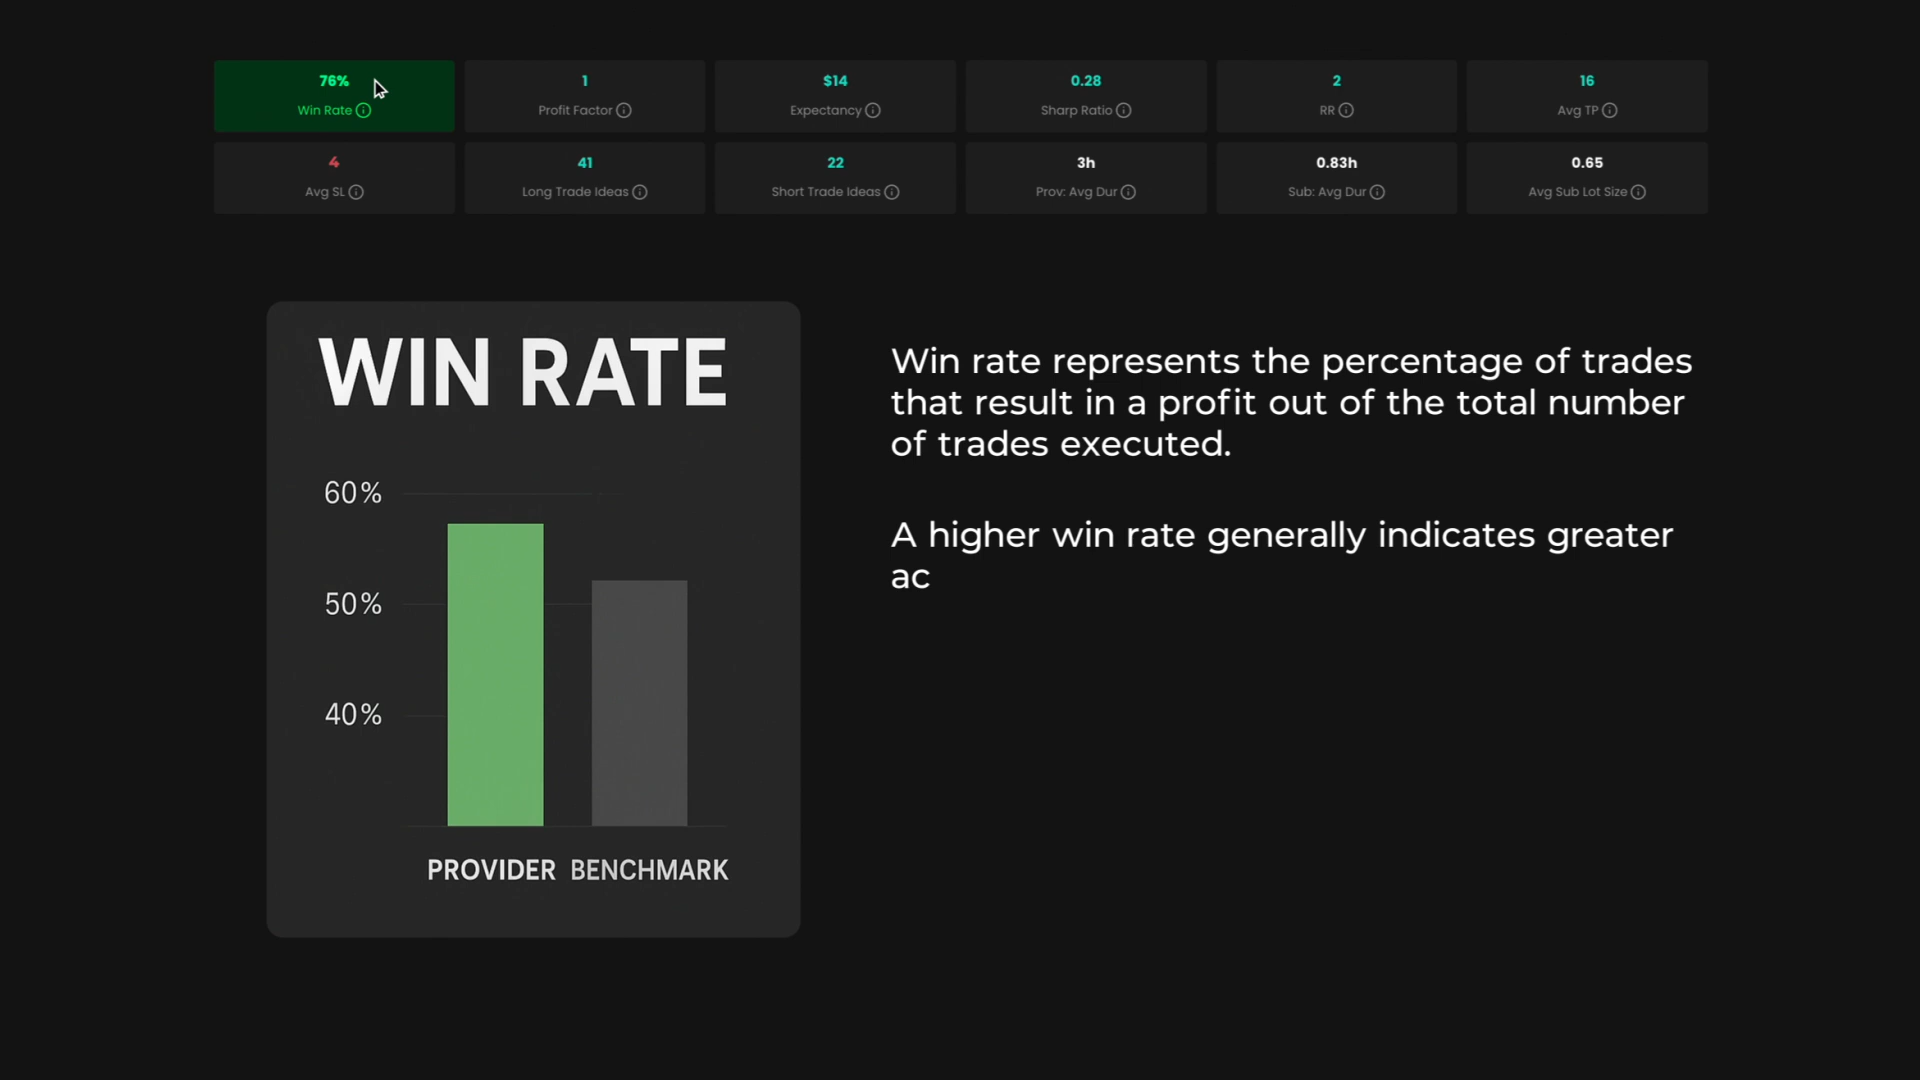 76%
Win Rate
1
Profit Factor
$14
Expectancy
0.28
Sharp Ratio
2
RR
16
Avg TP
4
Avg SL
41
Long Trade Ideas
22
Short Trade Ideas
3h
Prov: Avg Dur
0.83h
Sub: Avg Dur
0.65
Avg Sub Lot Size
WIN RATE
60%
50%
40%
PROVIDER BENCHMARK
Win rate represents the percentage of trades
that result in a profit out of the total number
of trades executed.
A higher win rate generally indicates greater
ac